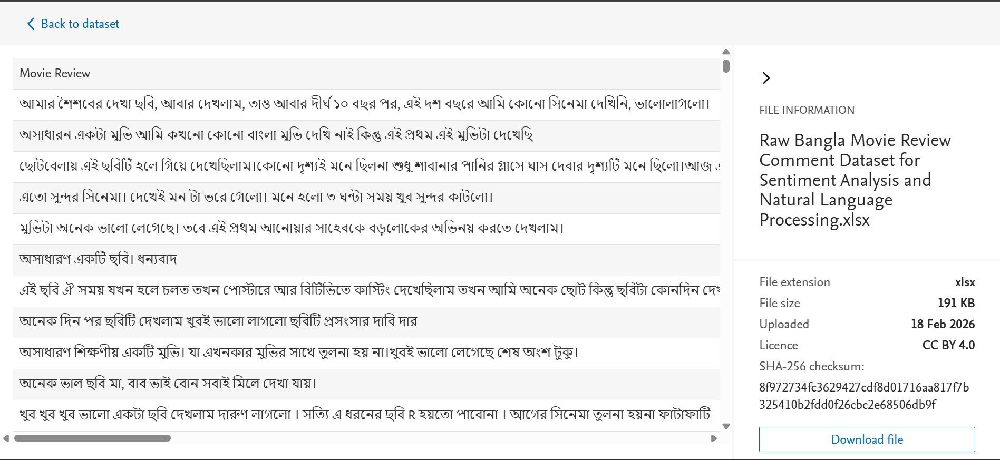 Back to dataset
Movie Review
আমার শৈশবের দেখা ছবি, আবার দেখলাম, তাও আবার দীর্ঘ ১০ বছর পর, এই দশ বছরে আমি কোনো সিনেমা দেখিনি, ভালোলাগলো।
অসাধারন একটা মুভি আমি কখনো কোনো বাংলা মুভি দেখি নাই কিন্তু এই প্রথম এই মুভিটা দেখেছি
ছোটবেলায় এই ছবিটি হলে গিয়ে দেখেছিলাম।কোনো দৃশ্যই মনে ছিলনা শুধু শাবানার পানির গ্লাসে ঘাস দেবার দৃশ্যটি মনে ছিলো।আজ
এতো সুন্দর সিনেমা। দেখেই মন টা ভরে গেলো। মনে হলো ৩ ঘন্টা সময় খুব সুন্দর কাটলো।
মুভিটা অনেক ভালো লেগেছে। তবে এই প্রথম আনোয়ার সাহেবকে বড়লোকের অভিনয় করতে দেখলাম।
অসাধারণ একটি ছবি। ধন্যবাদ
এই ছবি ঐ সময় যখন হলে চলত তখন পোস্টারে আর বিটিভিতে কাস্টিং দেখেছিলাম তখন আমি অনেক ছোট কিন্তু ছবিটা কোনদিন
অনেক দিন পর ছবিটি দেখলাম খুবই ভালো লাগলো ছবিটি প্রসংসার দাবি দার
অসাধারণ শিক্ষণীয় একটি মুভি। যা এখনকার মুভির সাথে তুলনা হয় না।খুবই ভালো লেগেছে শেষ অংশ টুকু।
অনেক ভাল ছবি মা, বাব ভাই বোন সবাই মিলে দেখা যায়।
খুব খুব খুব ভালো একটা ছবি দেখলাম দারুণ লাগলো । সত্যি এ ধরনের ছবি R হয়তো পাবোনা । আগের সিনেমা তুলনা হয়না ফাটাফাটি
FILE INFORMATION
Raw Bangla Movie Review
Comment Dataset for
Sentiment Analysis and
Natural Language
Processing.xlsx
File extension xlsx
File size 191 KB
Uploaded 18 Feb 2026
Licence CC BY 4.0
SHA-256 checksum:
8f972734fc3629427cdf8d01716aa817f7b
325410b2fdd0f26cbc2e68506db9f
Download file